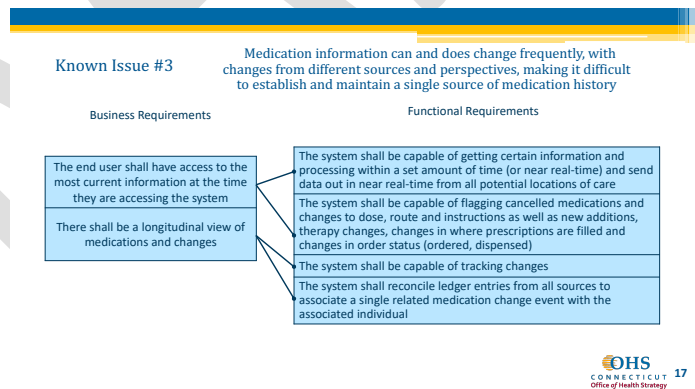 Known Issue #3
Medication information can and does change frequently, with
changes from different sources and perspectives, making it difficult
to establish and maintain a single source of medication history
Business Requirements
Functional Requirements
The end user shall have access to the
most current information at the time
they are accessing the system
There shall be a longitudinal view of
medications and changes
The system shall be capable of getting certain information and
processing within a set amount of time (or near real-time) and send
data out in near real-time from all potential locations of care
The system shall be capable of flagging cancelled medications and
changes to dose, route and instructions as well as new additions,
therapy changes, changes in where prescriptions are filled and
changes in order status (ordered, dispensed)
The system shall be capable of tracking changes
The system shall reconcile ledger entries from all sources to
associate a single related medication change event with the
associated individual
OHS
CONNECTICUT
Office of Health Strategy
17